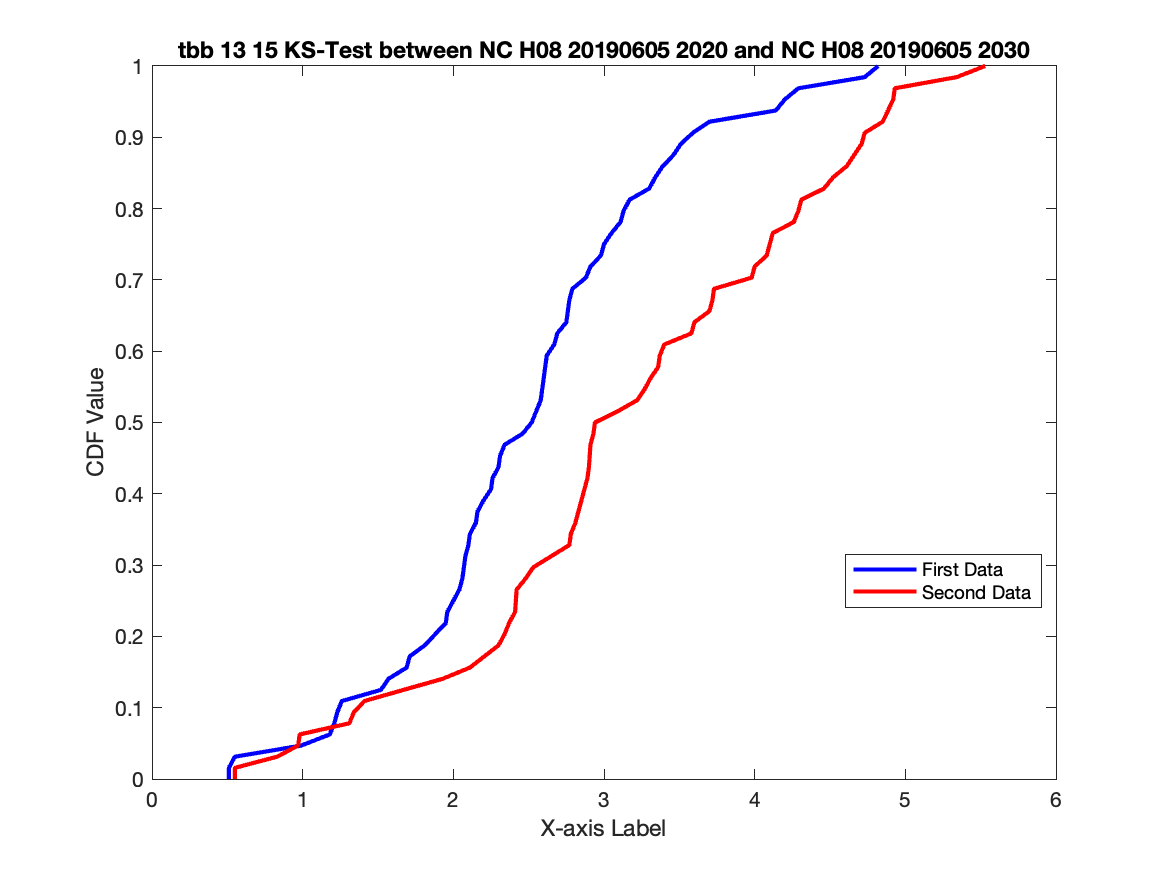 tbb 13 15 KS-Test between NC H08 20190605 2020 and NC H08 20190605 2030
1
0.9
0.8
0.7
0.6
0.5
0.4
0.3
0.2
0.1
0
CDF Value
First Data
Second Data
0 1 2 3 4 5 6
X-axis Label